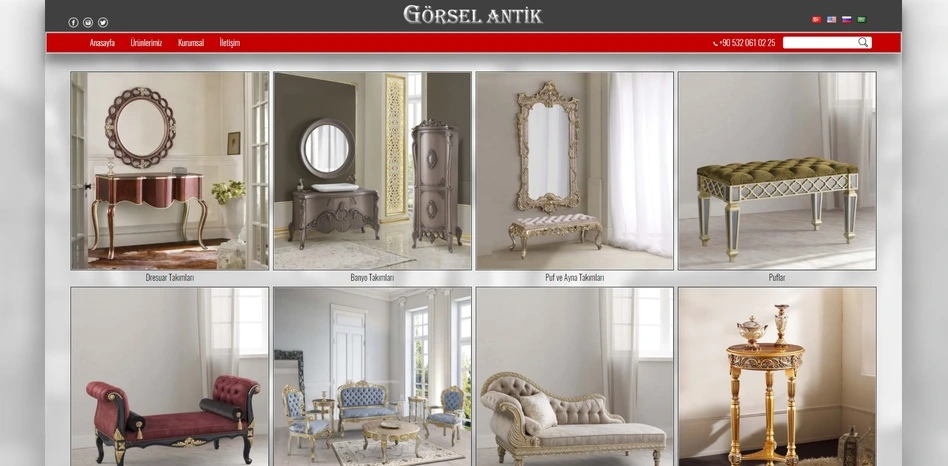 GÖRSEL ANTİK
Anasayfa Ürünlerimiz Kurumsal İletişim +90 532 061 02 25
Dresuar Takımları Banyo Takımları Puf ve Ayna Takımları Puflar